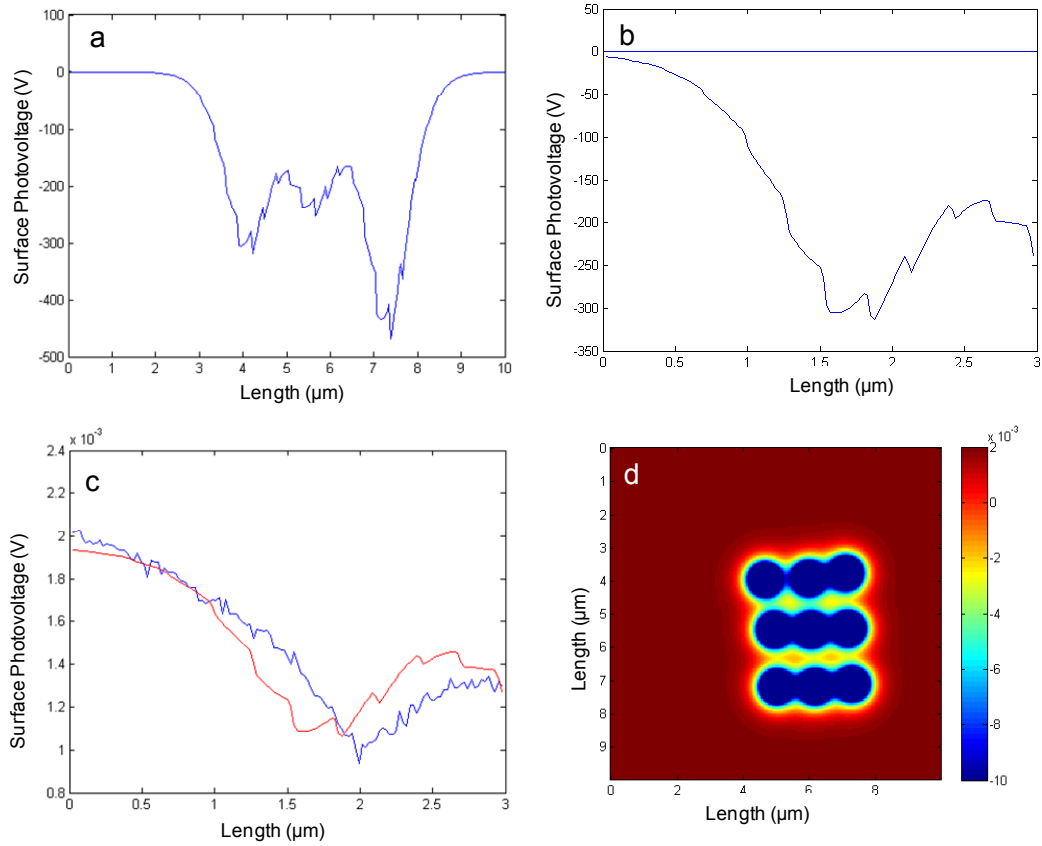 a
Surface Photovoltage (V)
100
0
-100
-200
-300
-400
-500
0 1 2 3 4 5 6 7 8 9 10
Length (µm)
b
Surface Photovoltage (V)
50
0
-50
-100
-150
-200
-250
-300
-350
0 0.5 1 1.5 2 2.5 3
Length (µm)
c
x 10⁻³
Surface Photovoltage (V)
2.4
2.2
2
1.8
1.6
1.4
1.2
1
0.8
0 0.5 1 1.5 2 2.5 3
Length (µm)
d
Length (µm)
0
1
2
3
4
5
6
7
8
9
0 2 4 6 8
Length (µm)
x 10⁻³
2
0
-2
-4
-6
-8
-10